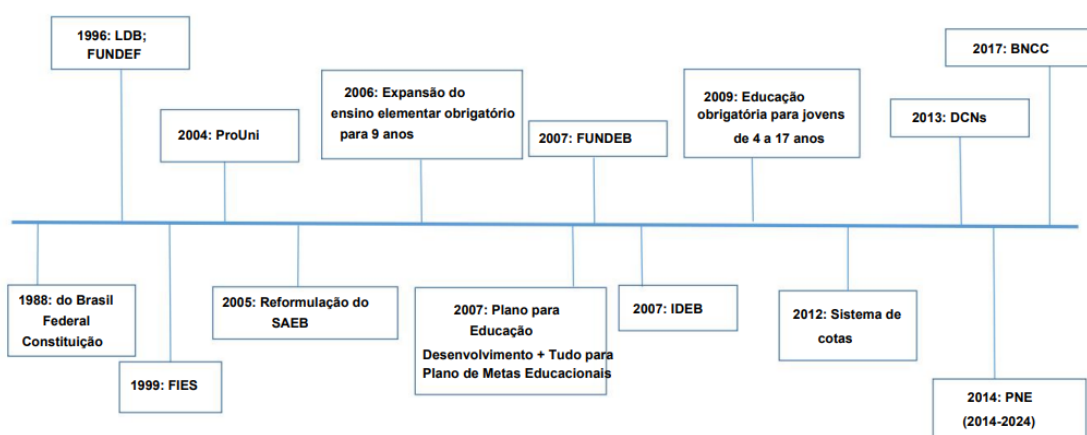 1996: LDB;
FUNDEF
2004: ProUni
2006: Expansão do
ensino elementar obrigatório
para 9 anos
2007: FUNDEB
2009: Educação
obrigatória para jovens
de 4 a 17 anos
2013: DCNs
2017: BNCC
1988: do Brasil
Federal
Constituição
1999: FIES
2005: Reformulação do
SAEB
2007: Plano para
Educação
Desenvolvimento + Tudo para
Plano de Metas Educacionais
2007: IDEB
2012: Sistema de
cotas
2014: PNE
(2014-2024)